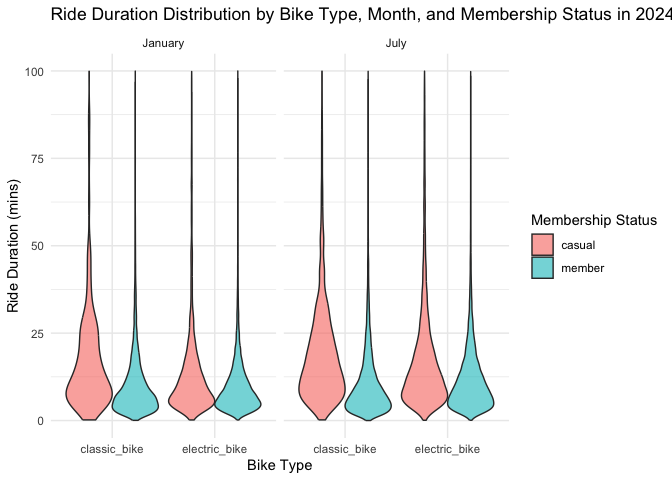 Ride Duration Distribution by Bike Type, Month, and Membership Status in 2024
January
July
100
75
50
25
0
Ride Duration (mins)
classic_bike
electric_bike
classic_bike
electric_bike
Bike Type
Membership Status
casual
member